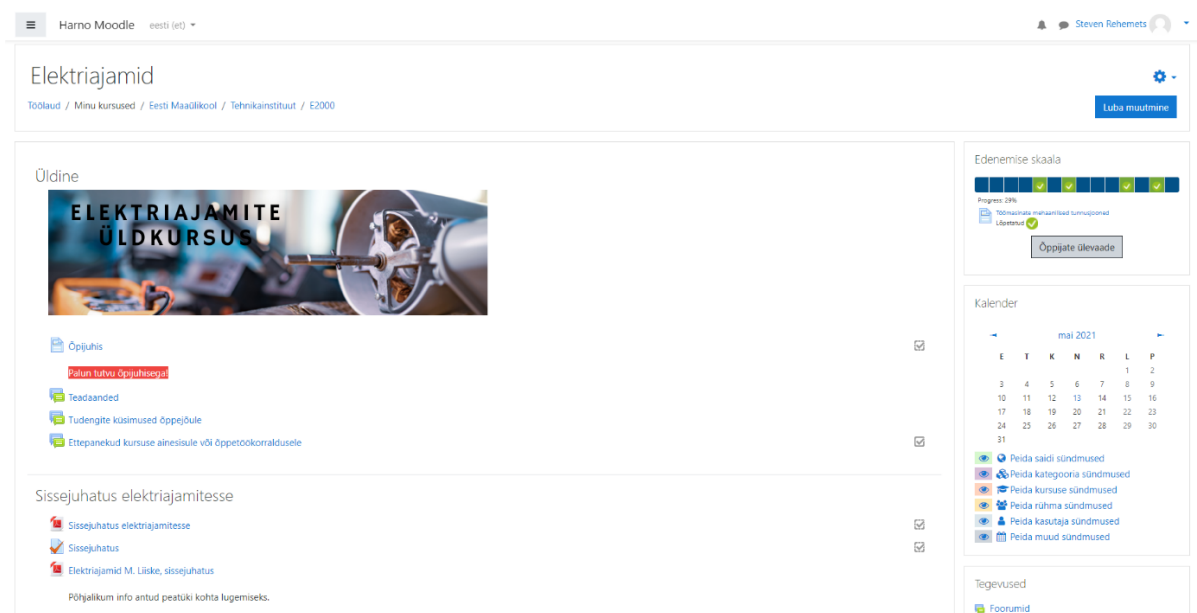 Harno Moodle eesti (et)
Steven Rehemets
Elektriajamid
Töölaud / Minu kursused / Eesti Maaülikool / Tehnikainstituut / E2000
Luba muutmine
Üldine
ELEKTRIAJAMITE
ÜLDKURSUS
Õpijuhis
Palun tutvu õpijuhisega!
Teadaanded
Tudengite küsimused õppejõule
Ettepanekud kursuse ainesisule või õppetöökorraldusele
Sissejuhatus elektriajamitesse
Sissejuhatus elektriajamitesse
Sissejuhatus
Elektriajamid M. Liiske, sissejuhatus
Põhjalikum info antud peatüki kohta lugemiseks.
Edenemise skaala
Progress: 29%
Töömasinate mehaanilised tunnusjooned
Lõpetatud
Õppijate ülevaade
Kalender
mai 2021
E T K N R L P
1 2
3 4 5 6 7 8 9
10 11 12 13 14 15 16
17 18 19 20 21 22 23
24 25 26 27 28 29 30
31
Peida saidi sündmused
Peida kategooria sündmused
Peida kursuse sündmused
Peida rühma sündmused
Peida kasutaja sündmused
Peida muud sündmused
Tegevused
Foorumid